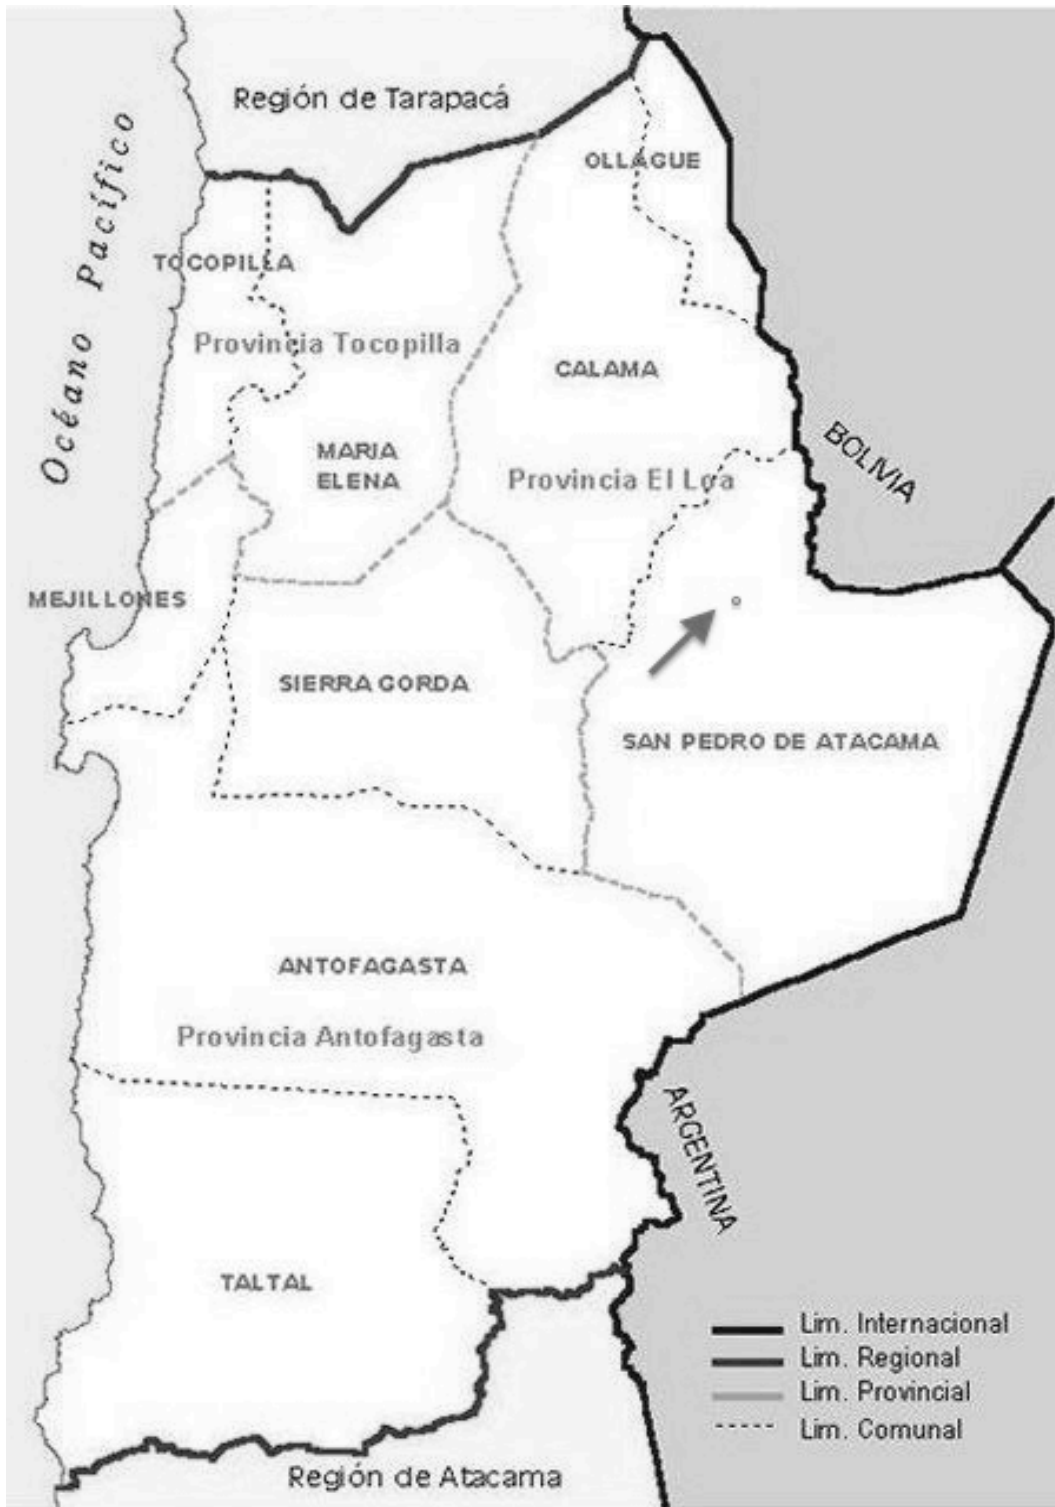 Región de Tarapacá
Océano Pacífico
OLLAGUE
TOCOPILLA
Provincia Tocopilla
CALAMA
MARIA
ELENA
Provincia El Loa
BOLIVIA
MEJILLONES
SIERRA GORDA
SAN PEDRO DE ATACAMA
ANTOFAGASTA
Provincia Antofagasta
ARGENTINA
TALTAL
Lim. Internacional
Lim. Regional
Lim. Provincial
Lim. Comunal
Región de Atacama